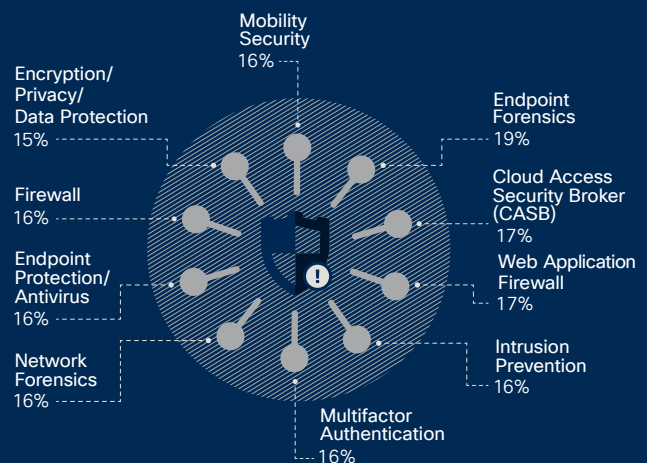 Mobility
Security
16%
Encryption/
Privacy/
Data Protection
15%
Endpoint
Forensics
19%
Firewall
16%
Cloud Access
Security Broker
(CASB)
17%
Endpoint
Protection/
Antivirus
16%
Web Application
Firewall
17%
Network
Forensics
16%
Intrusion
Prevention
16%
Multifactor
Authentication
16%
!